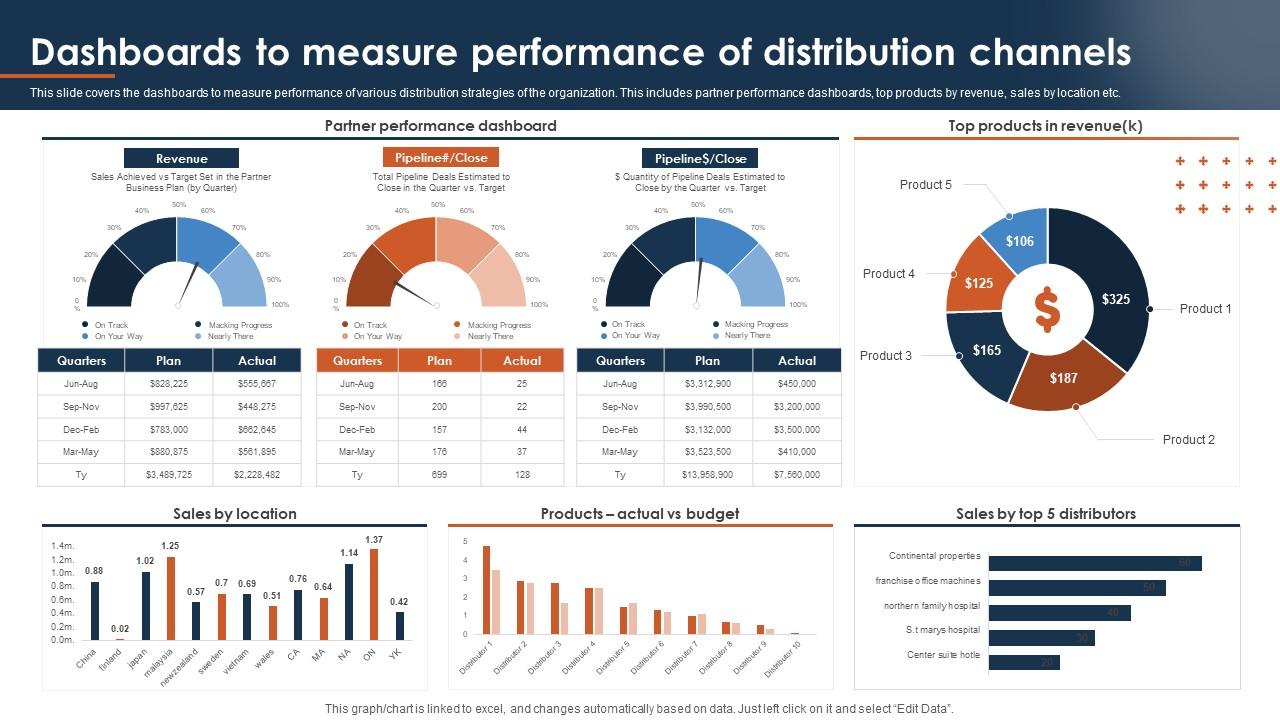 Dashboards to measure performance of distribution channels
This slide covers the dashboards to measure performance of various distribution strategies of the organization. This includes partner performance dashboards, top products by revenue, sales by location etc.
Partner performance dashboard
Revenue
Sales Achieved vs Target Set in the Partner
Business Plan (by Quarter)
0
%
10%
20%
30%
40%
50%
60%
70%
80%
90%
100%
On Track
Macking Progress
On Your Way
Nearly There
Quarters Plan Actual
Jun-Aug $828,225 $555,667
Sep-Nov $997,625 $448,275
Dec-Feb $783,000 $662,645
Mar-May $880,875 $561,895
Ty $3,489,725 $2,228,482
Pipeline#/Close
Total Pipeline Deals Estimated to
Close in the Quarter vs. Target
0
%
10%
20%
30%
40%
50%
60%
70%
80%
90%
100%
On Track
Macking Progress
On Your Way
Nearly There
Quarters Plan Actual
Jun-Aug 166 25
Sep-Nov 200 22
Dec-Feb 157 44
Mar-May 176 37
Ty 699 128
Pipeline$/Close
$ Quantity of Pipeline Deals Estimated to
Close by the Quarter vs. Target
0
%
10%
20%
30%
40%
50%
60%
70%
80%
90%
100%
On Track
Macking Progress
On Your Way
Nearly There
Quarters Plan Actual
Jun-Aug $3,312,900 $450,000
Sep-Nov $3,990,500 $3,200,000
Dec-Feb $3,132,000 $3,500,000
Mar-May $3,523,500 $410,000
Ty $13,958,900 $7,560,000
Top products in revenue(k)
Product 5
$106
Product 4
$125
$325
Product 1
$
Product 3
$165
$187
Product 2
Sales by location
1.4m.
1.2m.
1.0m.
0.8m.
0.6m.
0.4m.
0.2m.
0.0m.
0.88
0.02
1.02
1.25
0.57
0.7
0.69
0.51
0.76
0.64
1.14
1.37
0.42
China
finland
japan
malaysia
newzealand
sweden
vietnam
wales
CA
MA
NA
ON
YK
Products – actual vs budget
5
4
3
2
1
0
Distributor 1
Distributor 2
Distributor 3
Distributor 4
Distributor 5
Distributor 6
Distributor 7
Distributor 8
Distributor 9
Distributor 10
Sales by top 5 distributors
Continental properties 60
franchise office machines 50
northern family hospital 40
S.t marys hospital 30
Center suite hotle 20
This graph/chart is linked to excel, and changes automatically based on data. Just left click on it and select “Edit Data”.